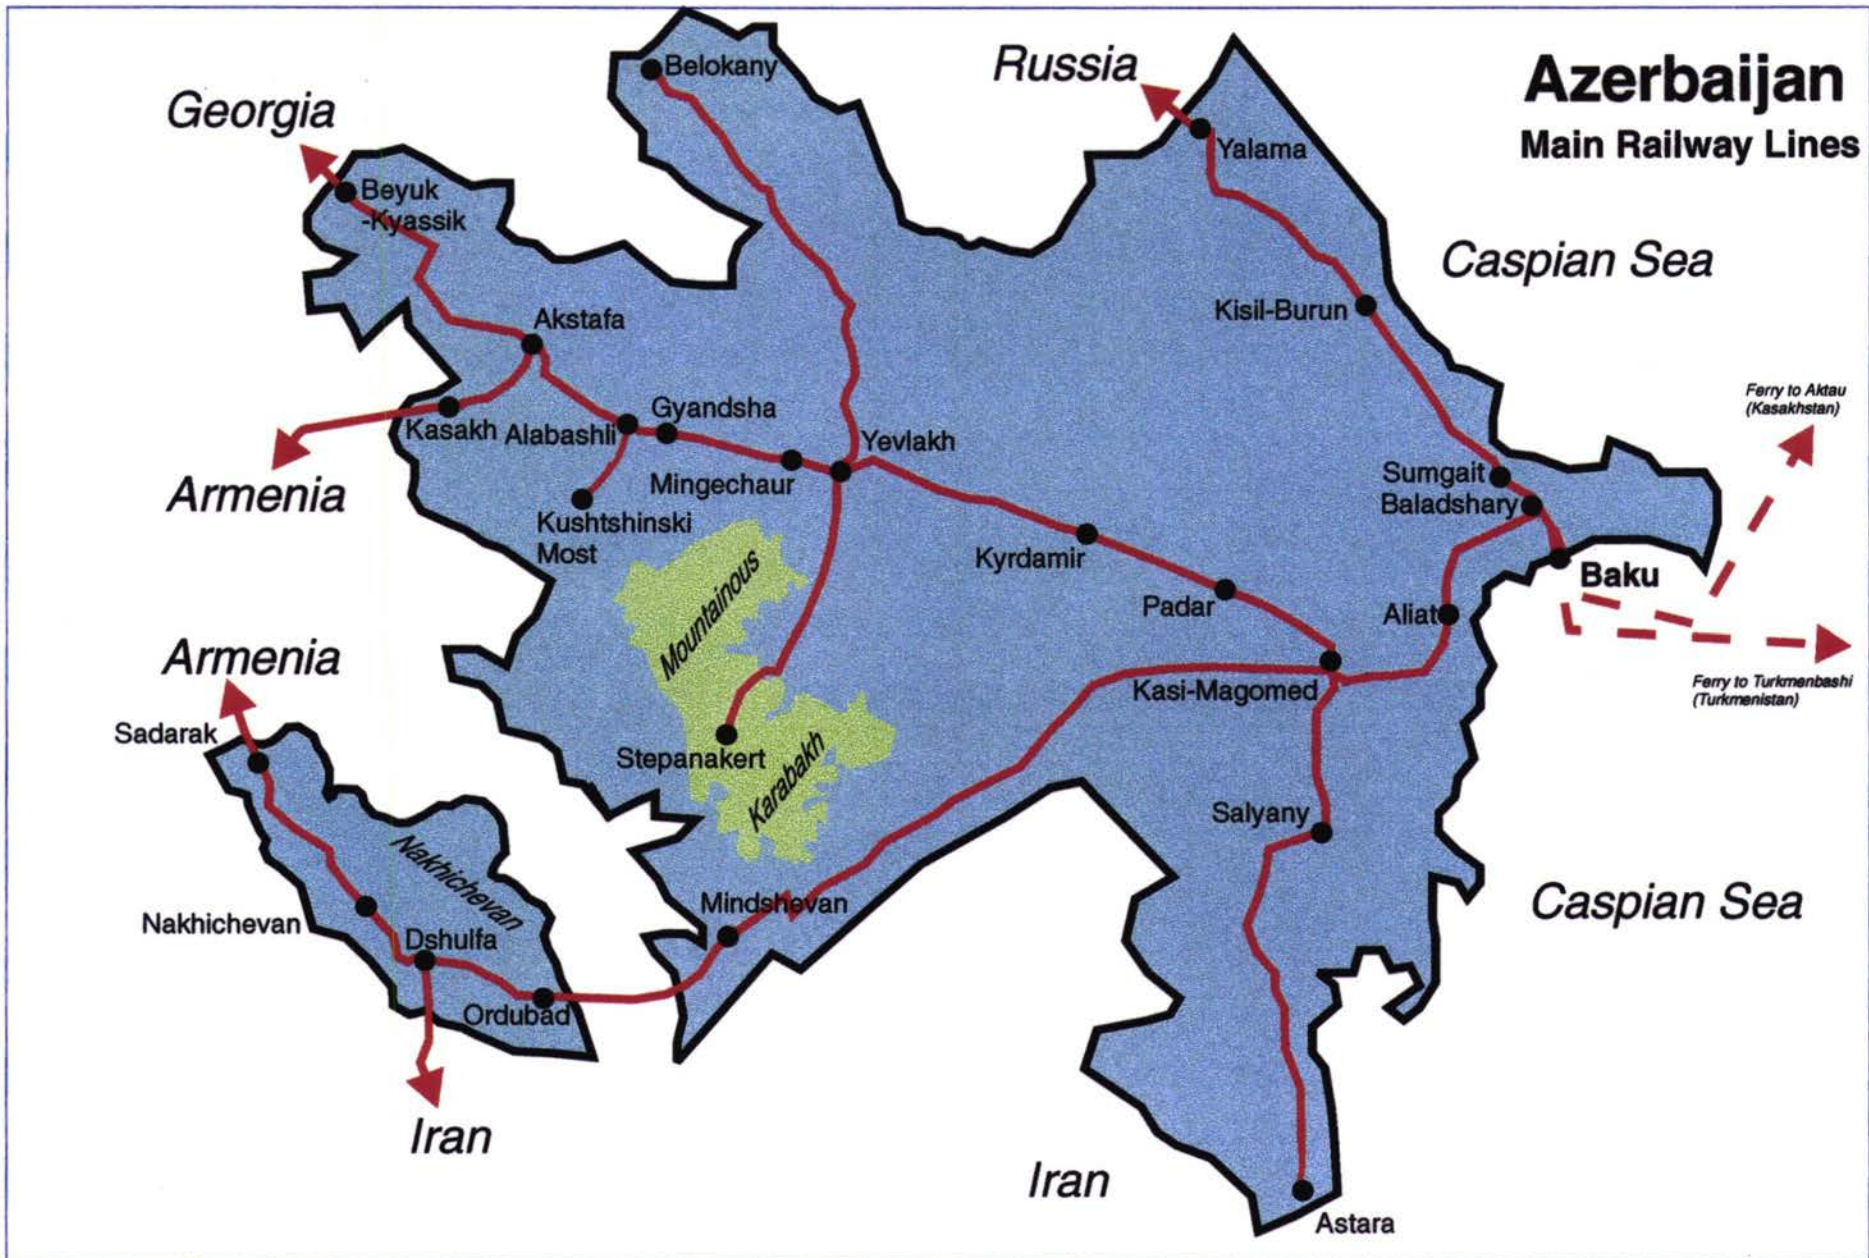 Azerbaijan
Main Railway Lines
Russia
Georgia
Belokany
Yalama
Beyuk
-Kyassik
Caspian Sea
Kisil-Burun
Akstafa
Ferry to Aktau
(Kasakhstan)
Gyandsha
Kasakh
Alabashli
Yevlakh
Sumgait
Mingechaur
Armenia
Baladshary
Kushtshinski
Most
Kyrdamir
Baku
Padar
Aliat
Mountainous
Armenia
Kasi-Magomed
Ferry to Turkmenbashi
(Turkmenistan)
Sadarak
Stepanakert
Karabakh
Salyany
Nakhichevan
Mindshevan
Caspian Sea
Nakhichevan
Dshulfa
Ordubad
Iran
Iran
Astara